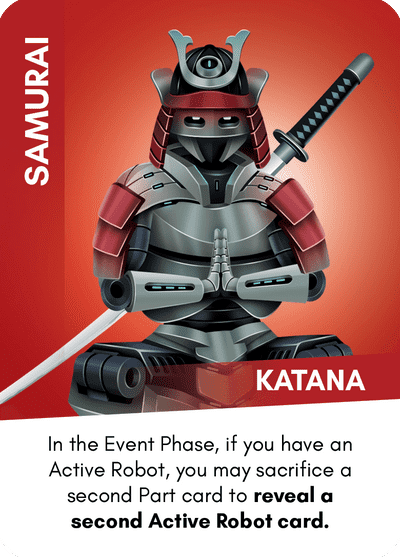 SAMURAI
KATANA
In the Event Phase, if you have an
Active Robot, you may sacrifice a
second Part card to reveal a
second Active Robot card.